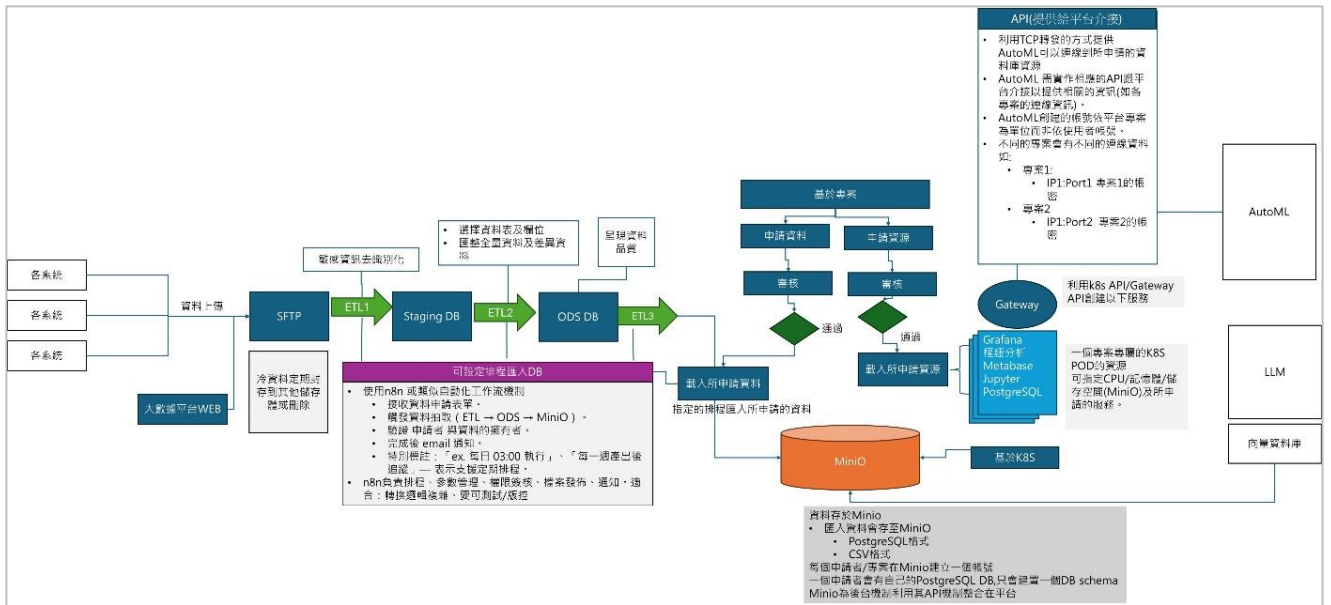 API(提供給平台介接)
• 利用TCP轉發的方式提供
AutoML可以連線到所申請的資
料庫資源
• AutoML 需實作相應的API跟平
台介接以提供相關的資訊(如各
專案的連線資訊)。
• AutoML創建的帳號依平台專案
為單位而非依使用者帳號。
• 不同的專案會有不同的連線資料
如:
• 專案1:
• IP1:Port1 專案1的帳
密
• 專案2
• IP1:Port2 專案2的帳
密
AutoML
基於專案
申請資料
申請資源
審核
審核
通過
通過
• 選擇資料表及欄位
• 匯整全量資料及差異資
料
呈現資料
品質
敏感資訊去識別化
各系統
各系統
各系統
資料上傳
SFTP
ETL1
Staging DB
ETL2
ODS DB
ETL3
Gateway
利用k8s API/Gateway
API創建以下服務
Grafana
程鈕分析
Metabase
Jupyter
PostgreSQL
一個專案專屬的K8S
POD的資源
可指定CPU/記憶體/儲
存空間(MiniO)及所申
請的服務。
LLM
冷資料定期封
存到其他儲存
體或刪除
大數據平台WEB
可設定排程匯入DB
• 使用n8n 或類似自動化工作流機制
• 接收資料申請表單。
• 觸發資料抽取（ETL → ODS → MiniO）。
• 驗證 申請者 與資料的擁有者。
• 完成後 email 通知。
• 特別標註：「ex. 每日 03:00 執行」、「每一週產出後
追蹤」— 表示支援定期排程。
• n8n負責排程、參數管理、權限簽核、檔案發佈、通知，適
合：轉換邏輯複雜、要可測試/版控
載入所申請資料
載入所申請資源
指定的排程匯入所申請的資料
MiniO
基於K8S
向量資料庫
資料存於Minio
• 匯入資料會存至MiniO
• PostgreSQL格式
• CSV格式
每個申請者/專案在Minio建立一個帳號
一個申請者會有自己的PostgreSQL DB,只會建置一個DB schema
Minio為後台機制利用其API機制整合在平台